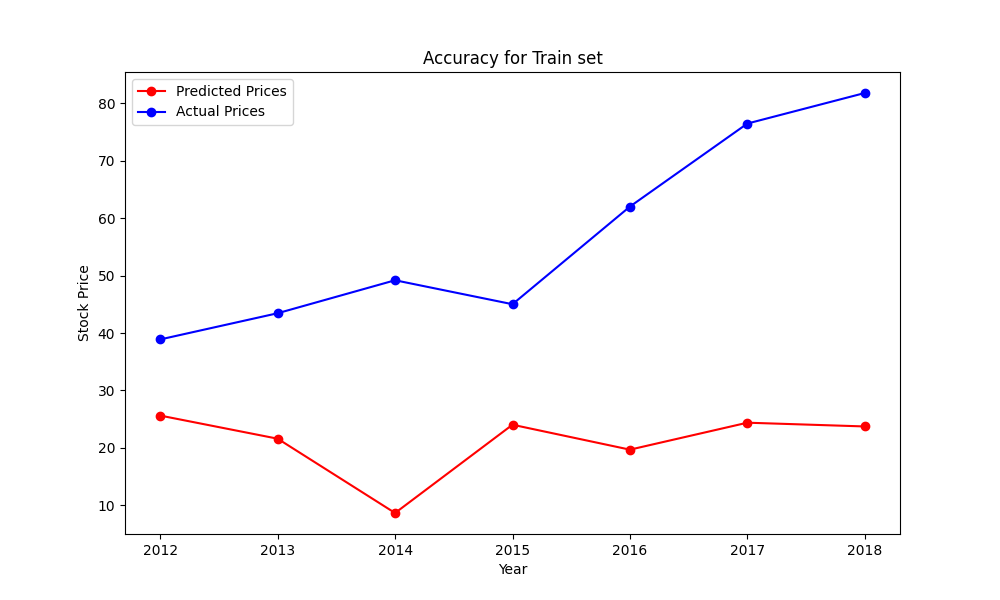 Accuracy for Train set
Predicted Prices
Actual Prices
80
70
60
50
40
30
20
10
Stock Price
2012 2013 2014 2015 2016 2017 2018
Year